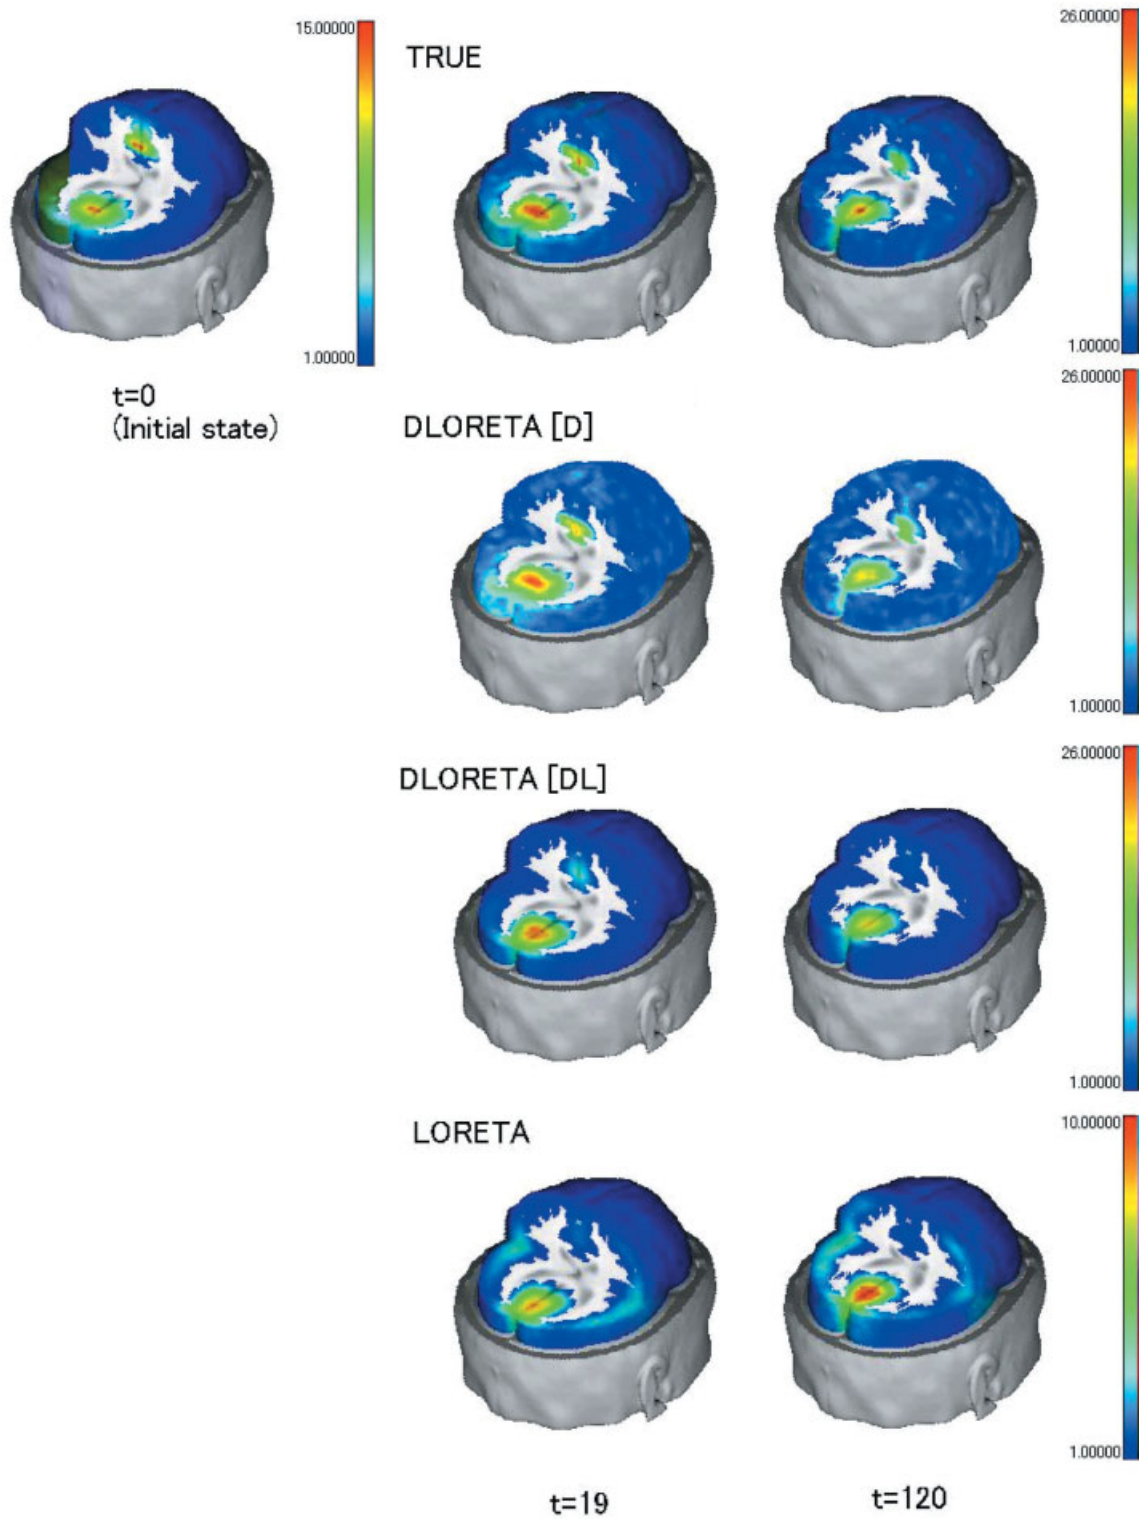 15.00000
TRUE
26.00000
1.00000
1.00000
t=0
(Initial state)
26.00000
DLORETA [D]
1.00000
26.00000
DLORETA [DL]
1.00000
10.00000
LORETA
1.00000
t=19
t=120